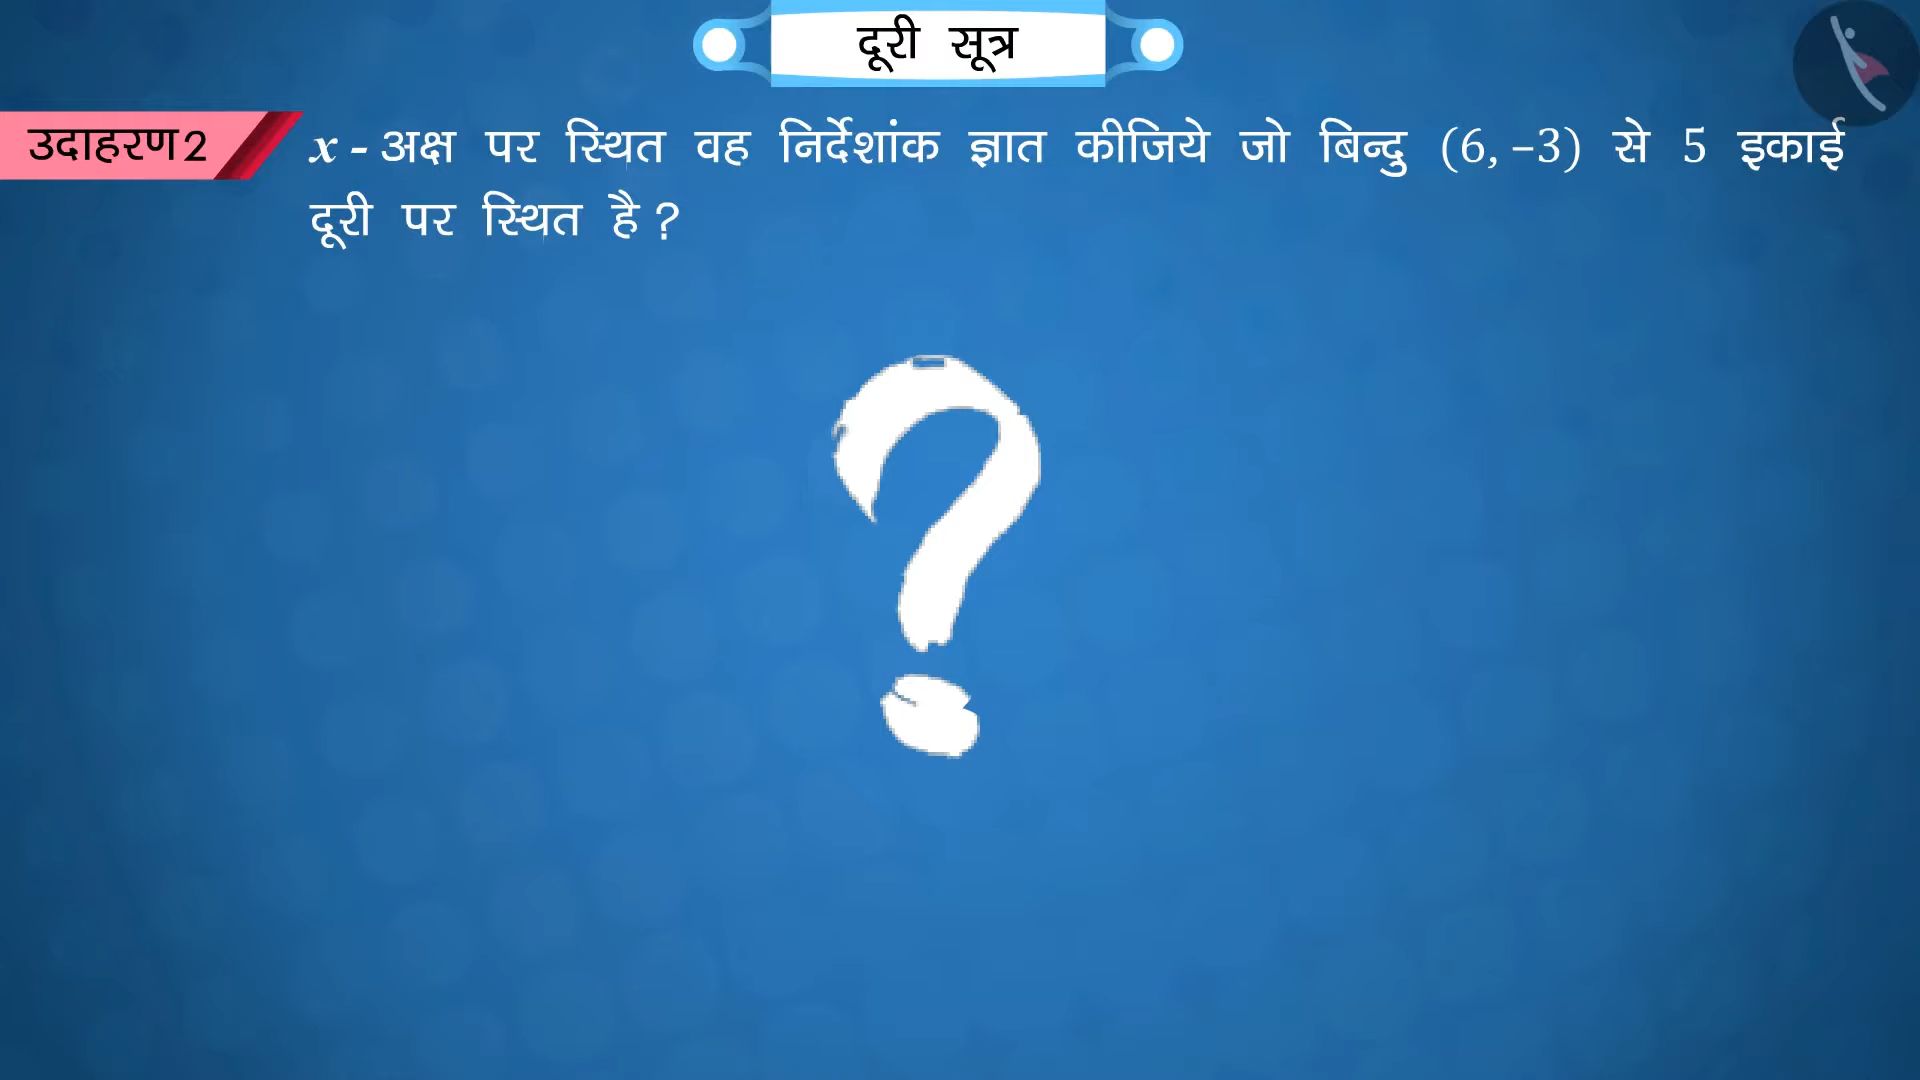 दूरी सूत्र
उदाहरण 2
x - अक्ष पर स्थित वह निर्देशांक ज्ञात कीजिये जो बिन्दु (6, –3) से 5 इकाई
दूरी पर स्थित है ?
?